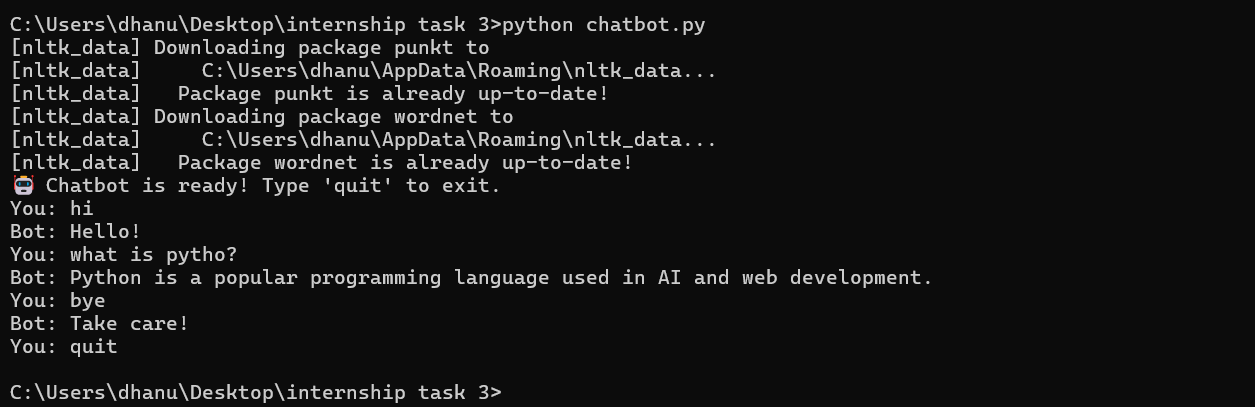 C:\Users\dhanu\Desktop\internship task 3>python chatbot.py
[nltk_data] Downloading package punkt to
[nltk_data]     C:\Users\dhanu\AppData\Roaming\nltk_data...
[nltk_data]   Package punkt is already up-to-date!
[nltk_data] Downloading package wordnet to
[nltk_data]     C:\Users\dhanu\AppData\Roaming\nltk_data...
[nltk_data]   Package wordnet is already up-to-date!
🤖 Chatbot is ready! Type 'quit' to exit.
You: hi
Bot: Hello!
You: what is pytho?
Bot: Python is a popular programming language used in AI and web development.
You: bye
Bot: Take care!
You: quit
C:\Users\dhanu\Desktop\internship task 3>